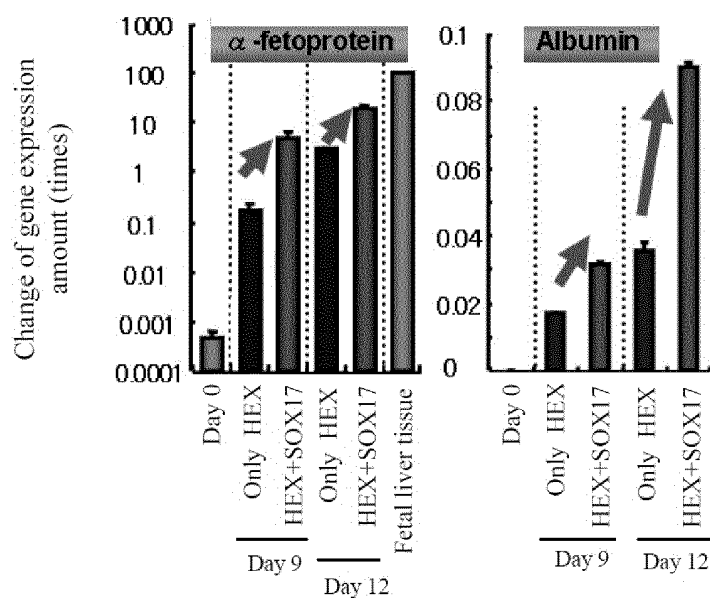 Change of gene expression
amount (times)
α -fetoprotein
1000
100
10
1
0.1
0.01
0.001
0.0001
Day 0
Only HEX
HEX+SOX17
Only HEX
HEX+SOX17
Fetal liver tissue
Day 9
Day 12
Albumin
0.1
0.08
0.06
0.04
0.02
0
Day 0
Only HEX
HEX+SOX17
Only HEX
HEX+SOX17
Day 9
Day 12